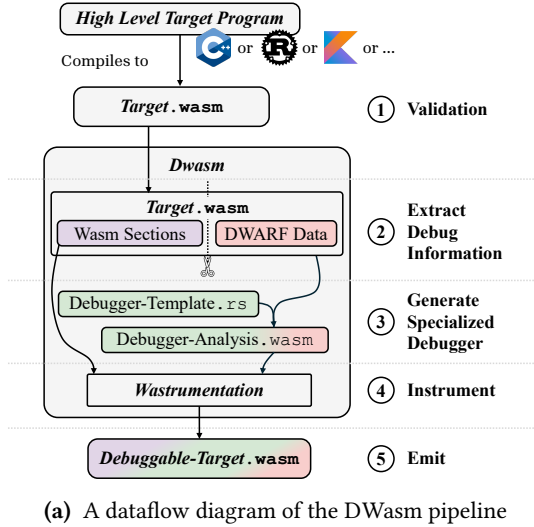 High Level Target Program
Compiles to
C++ or R or or ...
Target.wasm
1 Validation
Dwasm
Target.wasm
Wasm Sections
DWARF Data
2 Extract
Debug
Information
Debugger-Template.rs
Debugger-Analysis.wasm
3 Generate
Specialized
Debugger
Wastrumentation
4 Instrument
Debuggable-Target.wasm
5 Emit
(a) A dataflow diagram of the DWasm pipeline